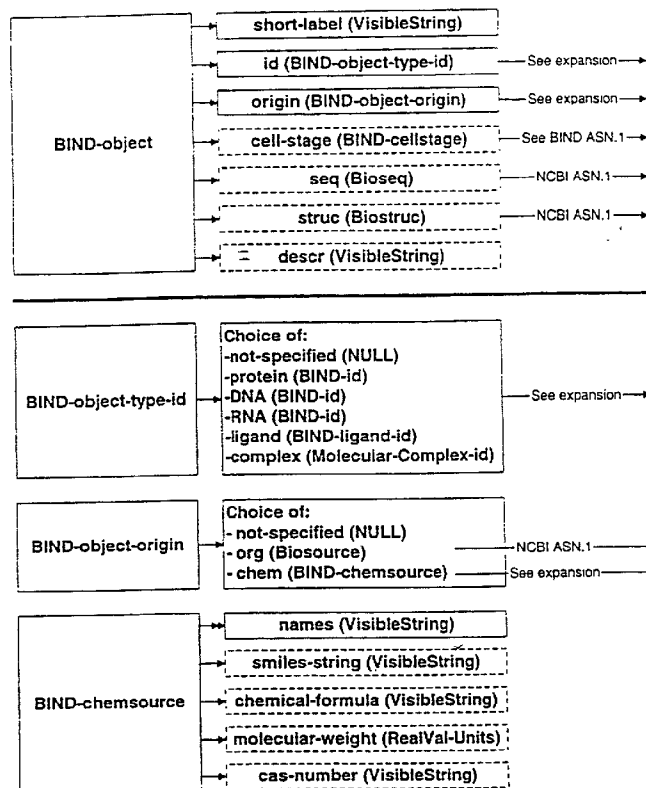 short-label (VisibleString)
id (BIND-object-type-id)
See expansion
origin (BIND-object-origin)
See expansion
BIND-object
cell-stage (BIND-cellstage)
See BIND ASN.1
seq (Bioseq)
NCBI ASN.1
struc (Biostruc)
NCBI ASN.1
descr (VisibleString)
Choice of:
-not-specified (NULL)
-protein (BIND-id)
BIND-object-type-id
-DNA (BIND-id)
See expansion
-RNA (BIND-id)
-ligand (BIND-ligand-id)
-complex (Molecular-Complex-id)
Choice of:
- not-specified (NULL)
BIND-object-origin
- org (Biosource)
NCBI ASN.1
- chem (BIND-chemsource)
See expansion
names (VisibleString)
smiles-string (VisibleString)
BIND-chemsource
chemical-formula (VisibleString)
molecular-weight (RealVal-Units)
cas-number (VisibleString)